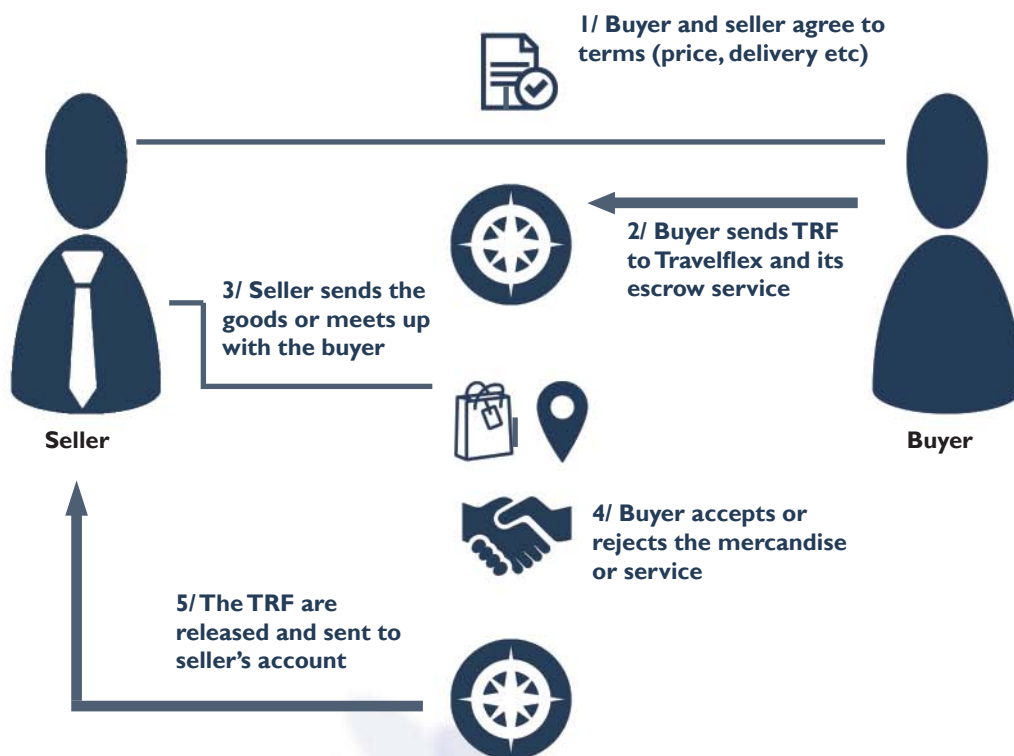 1/ Buyer and seller agree to
terms (price, delivery etc)
2/ Buyer sends TRF
to Travelflex and its
escrow service
3/ Seller sends the
goods or meets up
with the buyer
Seller
Buyer
4/ Buyer accepts or
rejects the mercandise
or service
5/ The TRF are
released and sent to
seller's account